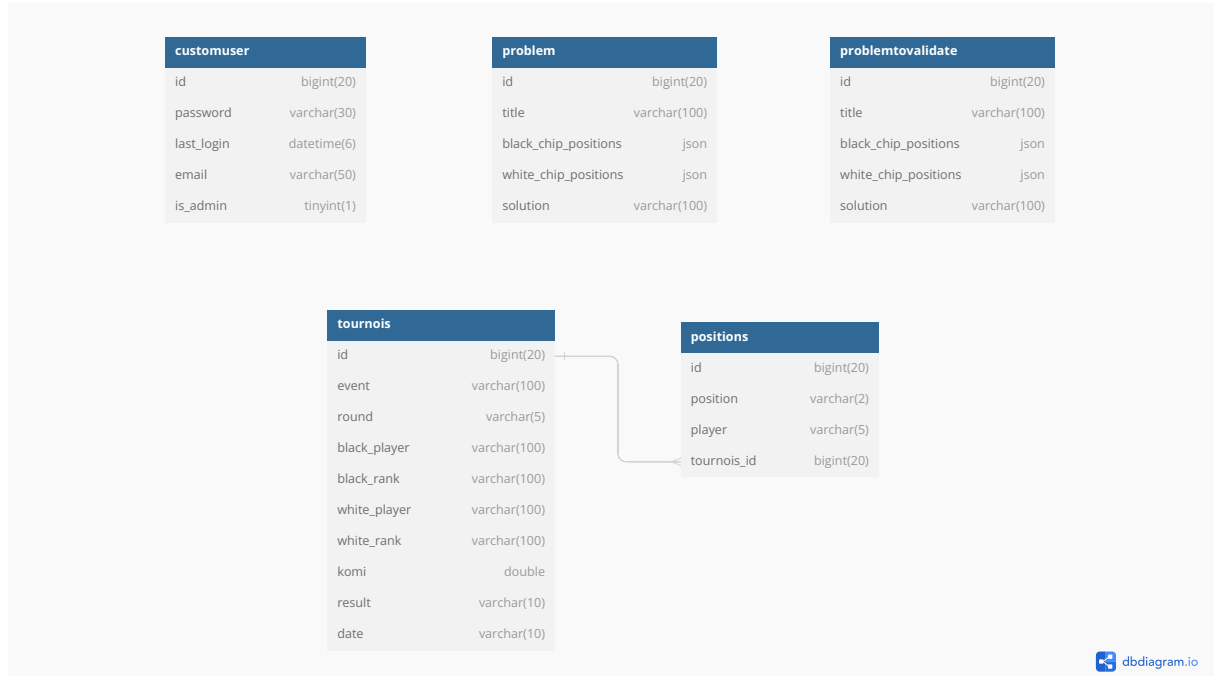 customuser
id bigint(20)
password varchar(30)
last_login datetime(6)
email varchar(50)
is_admin tinyint(1)
problem
id bigint(20)
title varchar(100)
black_chip_positions json
white_chip_positions json
solution varchar(100)
problemtovalidate
id bigint(20)
title varchar(100)
black_chip_positions json
white_chip_positions json
solution varchar(100)
tournois
id bigint(20)
event varchar(100)
round varchar(5)
black_player varchar(100)
black_rank varchar(100)
white_player varchar(100)
white_rank varchar(100)
komi double
result varchar(10)
date varchar(10)
positions
id bigint(20)
position varchar(2)
player varchar(5)
tournois_id bigint(20)
dbdiagram.io